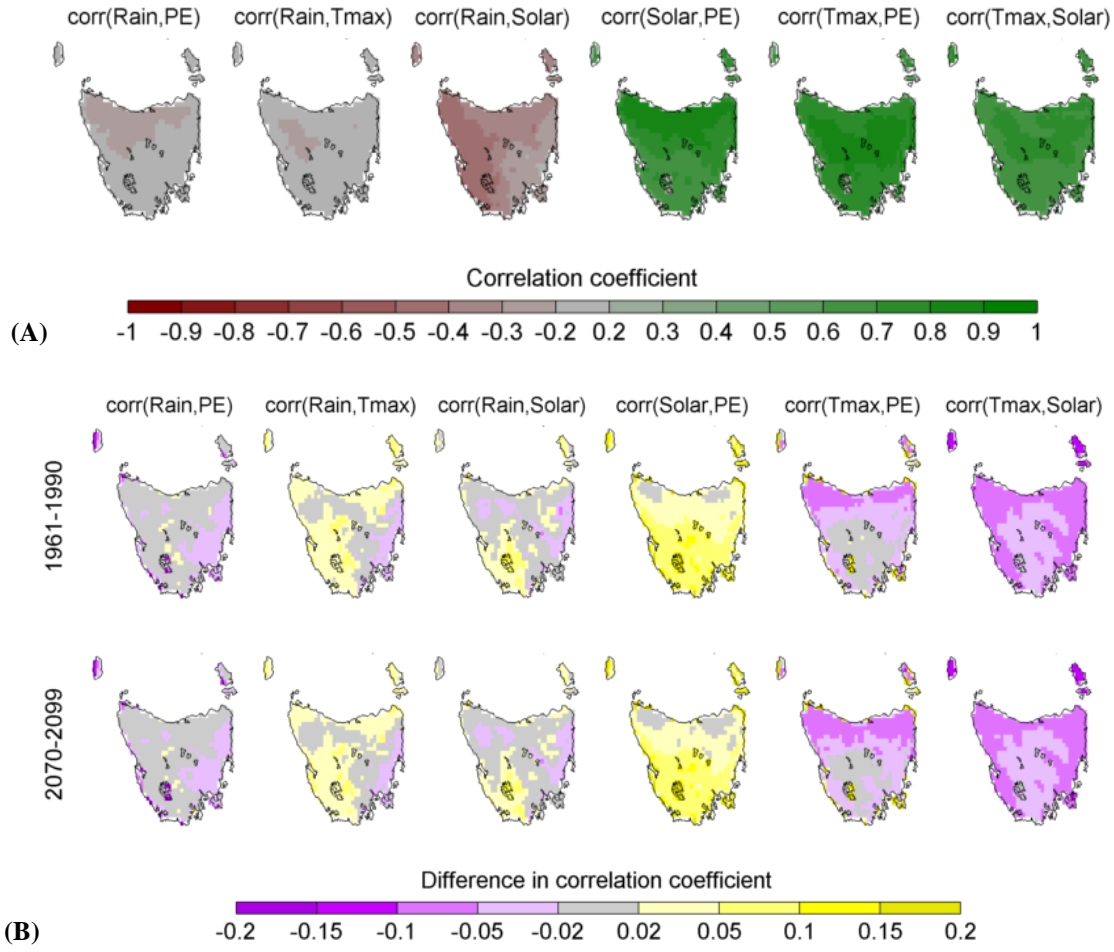 corr(Rain,PE) corr(Rain,Tmax) corr(Rain,Solar) corr(Solar,PE) corr(Tmax,PE) corr(Tmax,Solar)
Correlation coefficient
(A)
-1 -0.9 -0.8 -0.7 -0.6 -0.5 -0.4 -0.3 -0.2 0.2 0.3 0.4 0.5 0.6 0.7 0.8 0.9 1
corr(Rain,PE) corr(Rain,Tmax) corr(Rain,Solar) corr(Solar,PE) corr(Tmax,PE) corr(Tmax,Solar)
1961-1990
2070-2099
Difference in correlation coefficient
(B)
-0.2 -0.15 -0.1 -0.05 -0.02 0.02 0.05 0.1 0.15 0.2